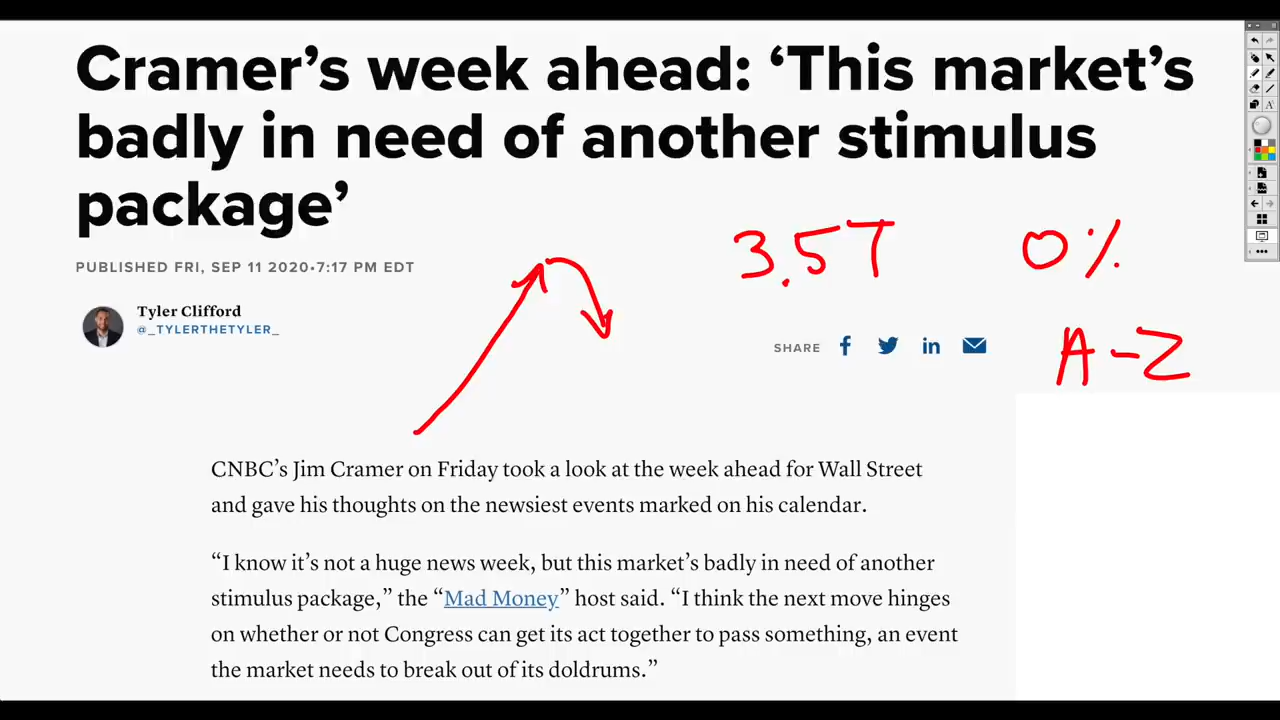 Cramer’s week ahead: ‘This market’s
badly in need of another stimulus
package’
PUBLISHED FRI, SEP 11 2020•7:17 PM EDT
3.5T 0%
Tyler Clifford
@_TYLERTHETYLER_
SHARE
A-Z
CNBC’s Jim Cramer on Friday took a look at the week ahead for Wall Street
and gave his thoughts on the newsiest events marked on his calendar.
“I know it’s not a huge news week, but this market’s badly in need of another
stimulus package,” the “Mad Money” host said. “I think the next move hinges
on whether or not Congress can get its act together to pass something, an event
the market needs to break out of its doldrums.”